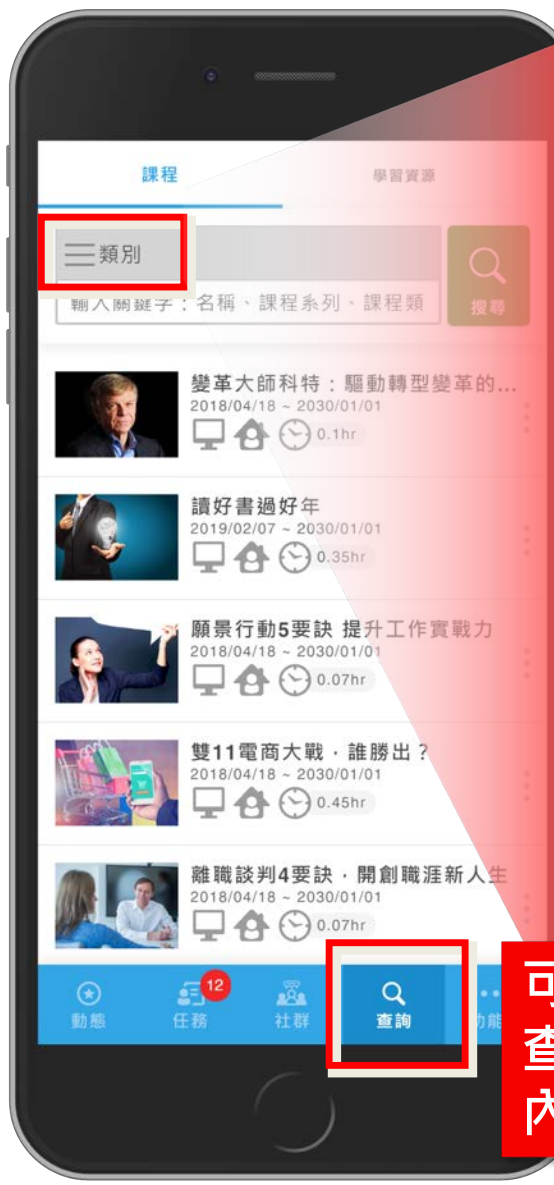 課程
學習資源
類別
輸入關鍵字：名稱、課程系列、課程類
搜尋
變革大師科特：驅動轉型變革的...
2018/04/18 ~ 2030/01/01
0.1hr
讀好書過好年
2019/02/07 ~ 2030/01/01
0.35hr
願景行動5要訣 提升工作實戰力
2018/04/18 ~ 2030/01/01
0.07hr
雙11電商大戰．誰勝出？
2018/04/18 ~ 2030/01/01
0.45hr
離職談判4要訣．開創職涯新人生
2018/04/18 ~ 2030/01/01
0.07hr
12
動態
任務
社群
查詢
功能
可
查
內